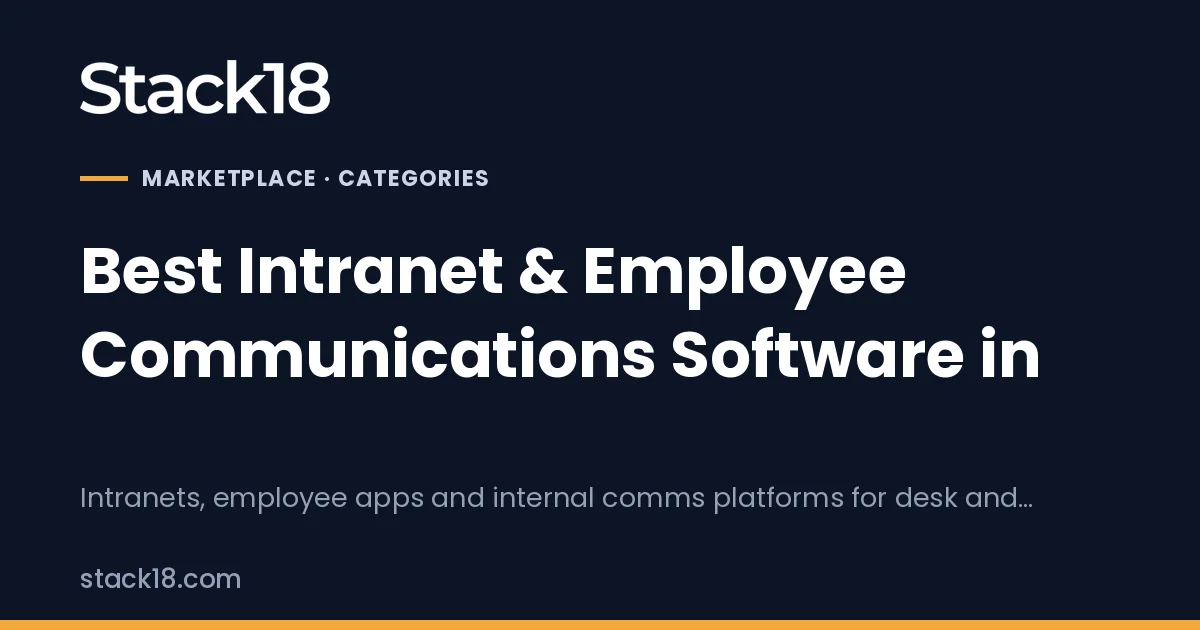 Stack18
MARKETPLACE · CATEGORIES
Best Intranet & Employee
Communications Software in
Intranets, employee apps and internal comms platforms for desk and...
stack18.com